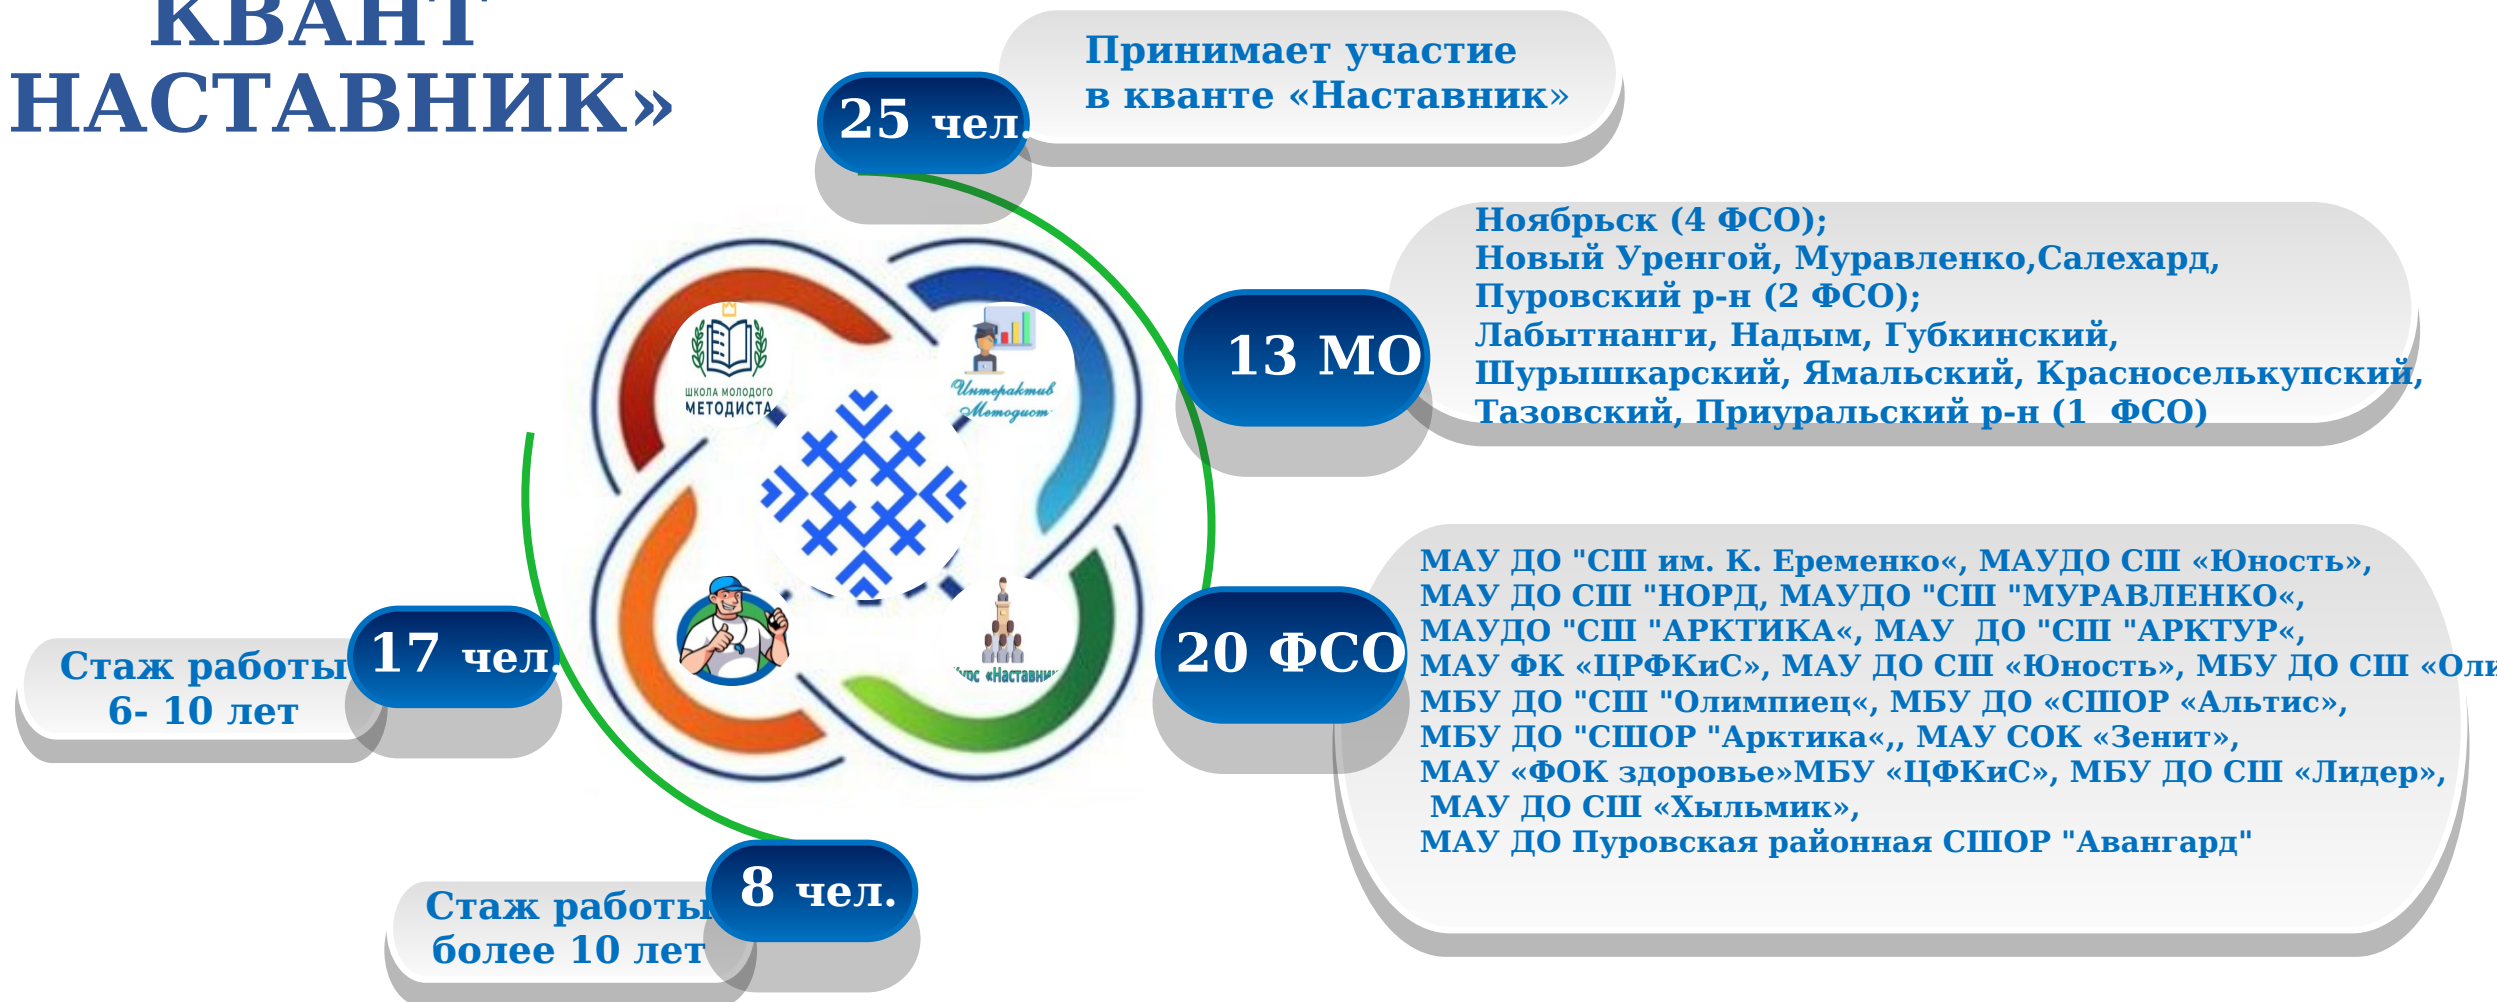 КВАНТ
НАСТАВНИК»
Принимает участие
в кванте «Наставник»
25 чел.
Ноябрьск (4 ФСО);
Новый Уренгой, Муравленко,Салехард,
Пуровский р-н (2 ФСО);
Лабытнанги, Надым, Губкинский,
Шурышкарский, Ямальский, Красноселькупский,
Тазовский, Приуральский р-н (1 ФСО)
13 МО
ШКОЛА МОЛОДОГО
МЕТОДИСТА
Интерактив
Методист
МАУ ДО "СШ им. К. Еременко«, МАУДО СШ «Юность»,
МАУ ДО СШ "НОРД, МАУДО "СШ "МУРАВЛЕНКО«,
МАУДО "СШ "АРКТИКА«, МАУ ДО "СШ "АРКТУР«,
МАУ ФК «ЦРФКиС», МАУ ДО СШ «Юность», МБУ ДО СШ «Оли
МБУ ДО "СШ "Олимпиец«, МБУ ДО «СШОР «Альтис»,
МБУ ДО "СШОР "Арктика«,, МАУ СОК «Зенит»,
МАУ «ФОК здоровье»МБУ «ЦФКиС», МБУ ДО СШ «Лидер»,
МАУ ДО СШ «Хыльмик»,
МАУ ДО Пуровская районная СШОР "Авангард"
20 ФСО
Курс «Наставник
Стаж работы
6- 10 лет
17 чел.
Стаж работы
более 10 лет
8 чел.